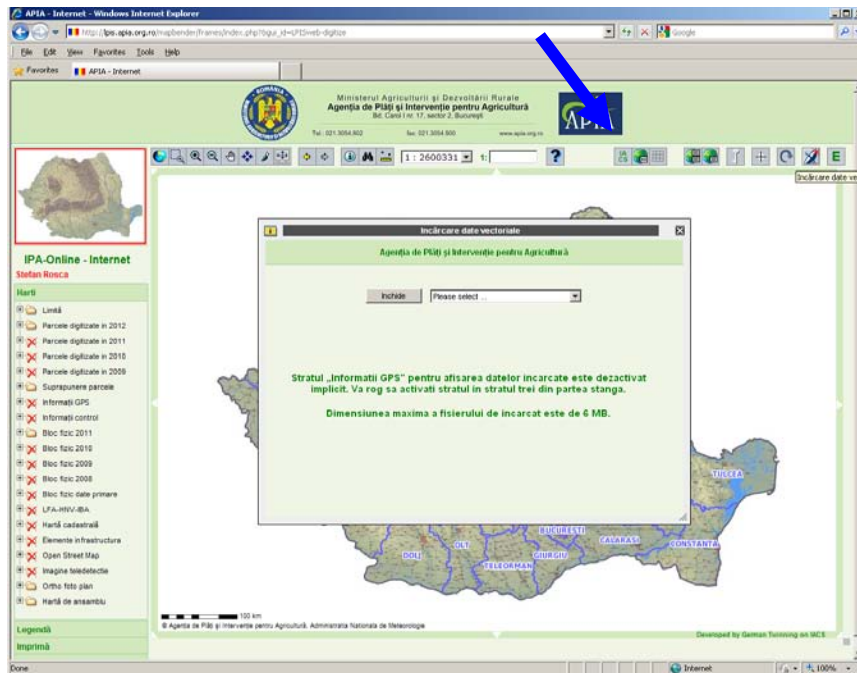 APIA - Internet - Windows Internet Explorer
http://lpis.apia.org.ro/mapbender/frames/index.php?&gui_id=LPISweb-digitize
Google
File Edit View Favorites Tools Help
Favorites
APIA - Internet
ROMÂNIA
Ministerul Agriculturii şi Dezvoltării Rurale
Agenţia de Plăţi şi Intervenţie pentru Agricultură
Bd. Carol I nr. 17, sector 2, Bucureşti
Tel.: 021.3054.802 fax: 021.3054.800 www.apia.org.ro
APIA
1 : 2600331 1: ?
IA
CS
E
Încărcare date ve
IPA-Online - Internet
Stefan Rosca
Harti
Limită
Parcele digitizate in 2012
Parcele digitizate in 2011
Parcele digitizate in 2010
Parcele digitizate in 2009
Suprapunere parcele
Informaţii GPS
Informaţii control
Bloc fizic 2011
Bloc fizic 2010
Bloc fizic 2009
Bloc fizic 2008
Bloc fizic date primare
LFA-HNV-IBA
Hartă cadastrală
Elemente infrastructura
Open Street Map
Imagine teledetectie
Ortho foto plan
Hartă de ansamblu
Legendă
Imprimă
Încărcare date vectoriale
Agenţia de Plăţi şi Intervenţie pentru Agricultură
Inchide
Please select ...
Stratul „Informatii GPS" pentru afisarea datelor incarcate este dezactivat
implicit. Va rog sa activati stratul in stratul trei din partea stanga.
Dimensiunea maxima a fisierului de incarcat este de 6 MB.
TULCEA
BUCURESTI
CALARASI
CONSTANTA
OLT
DOLJ
GIURGIU
TELEORMAN
100 km
© Agenţia de Plăţi şi Intervenţie pentru Agricultură. Administratia Nationala de Meteorologie
Developed by German Twinning on IACS
Done
Internet
100%